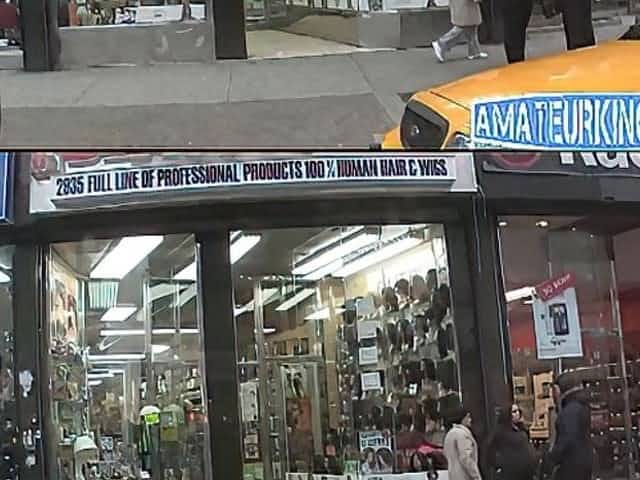 AMATEURKING
2935 FULL LINE OF PROFESSIONAL PRODUCTS 100% HUMAN HAIR & WIGS